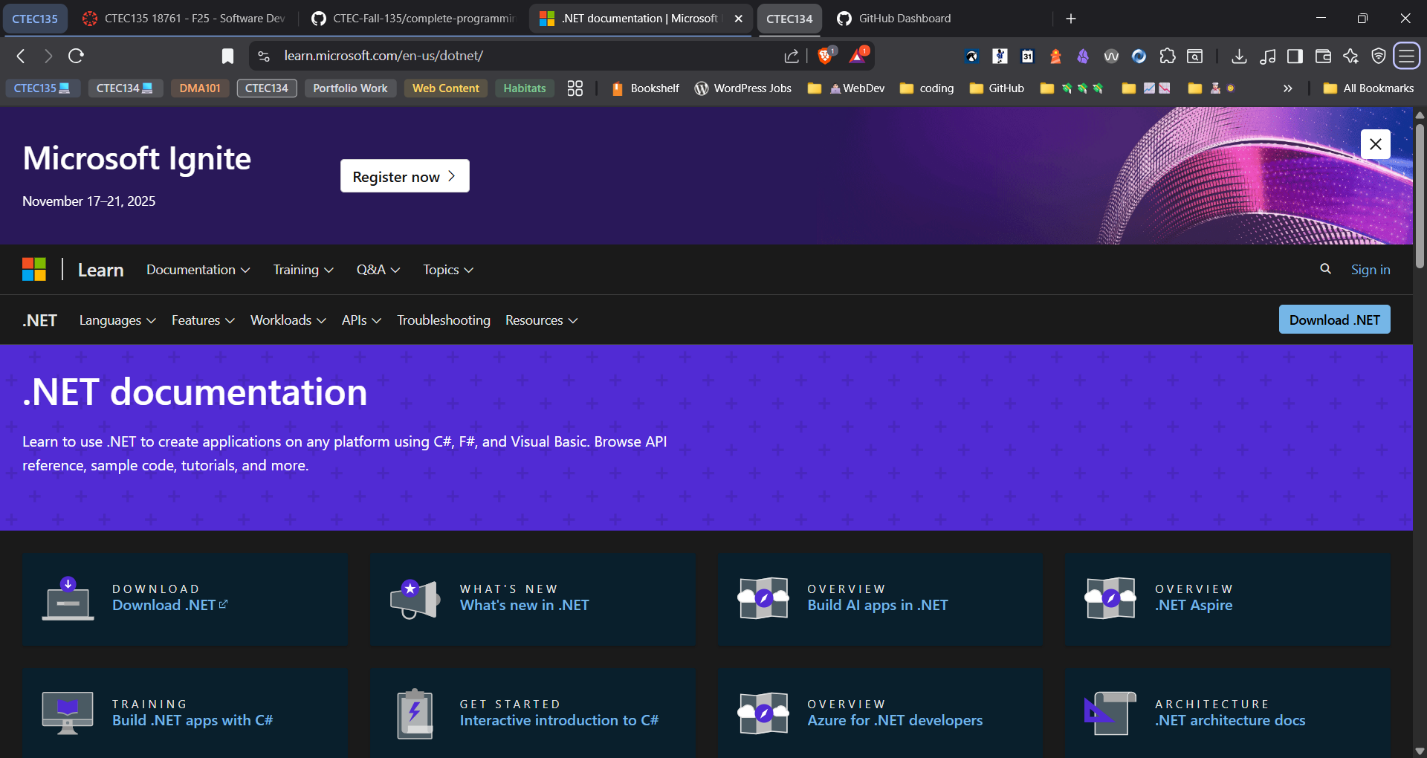 CTEC135
CTEC135 18761 - F25 - Software Dev
CTEC-Fall-135/complete-programmin
.NET documentation | Microsoft
CTEC134
GitHub Dashboard
learn.microsoft.com/en-us/dotnet/
1
1
31
CTEC135
CTEC134
DMA101
CTEC134
Portfolio Work
Web Content
Habitats
Bookshelf
WordPress Jobs
WebDev
coding
GitHub
All Bookmarks
Microsoft Ignite
November 17–21, 2025
Register now
Learn
Documentation
Training
Q&A
Topics
Sign in
.NET
Languages
Features
Workloads
APIs
Troubleshooting
Resources
Download .NET
.NET documentation
Learn to use .NET to create applications on any platform using C#, F#, and Visual Basic. Browse API
reference, sample code, tutorials, and more.
DOWNLOAD
Download .NET
WHAT'S NEW
What's new in .NET
OVERVIEW
Build AI apps in .NET
OVERVIEW
.NET Aspire
TRAINING
Build .NET apps with C#
GET STARTED
Interactive introduction to C#
OVERVIEW
Azure for .NET developers
ARCHITECTURE
.NET architecture docs